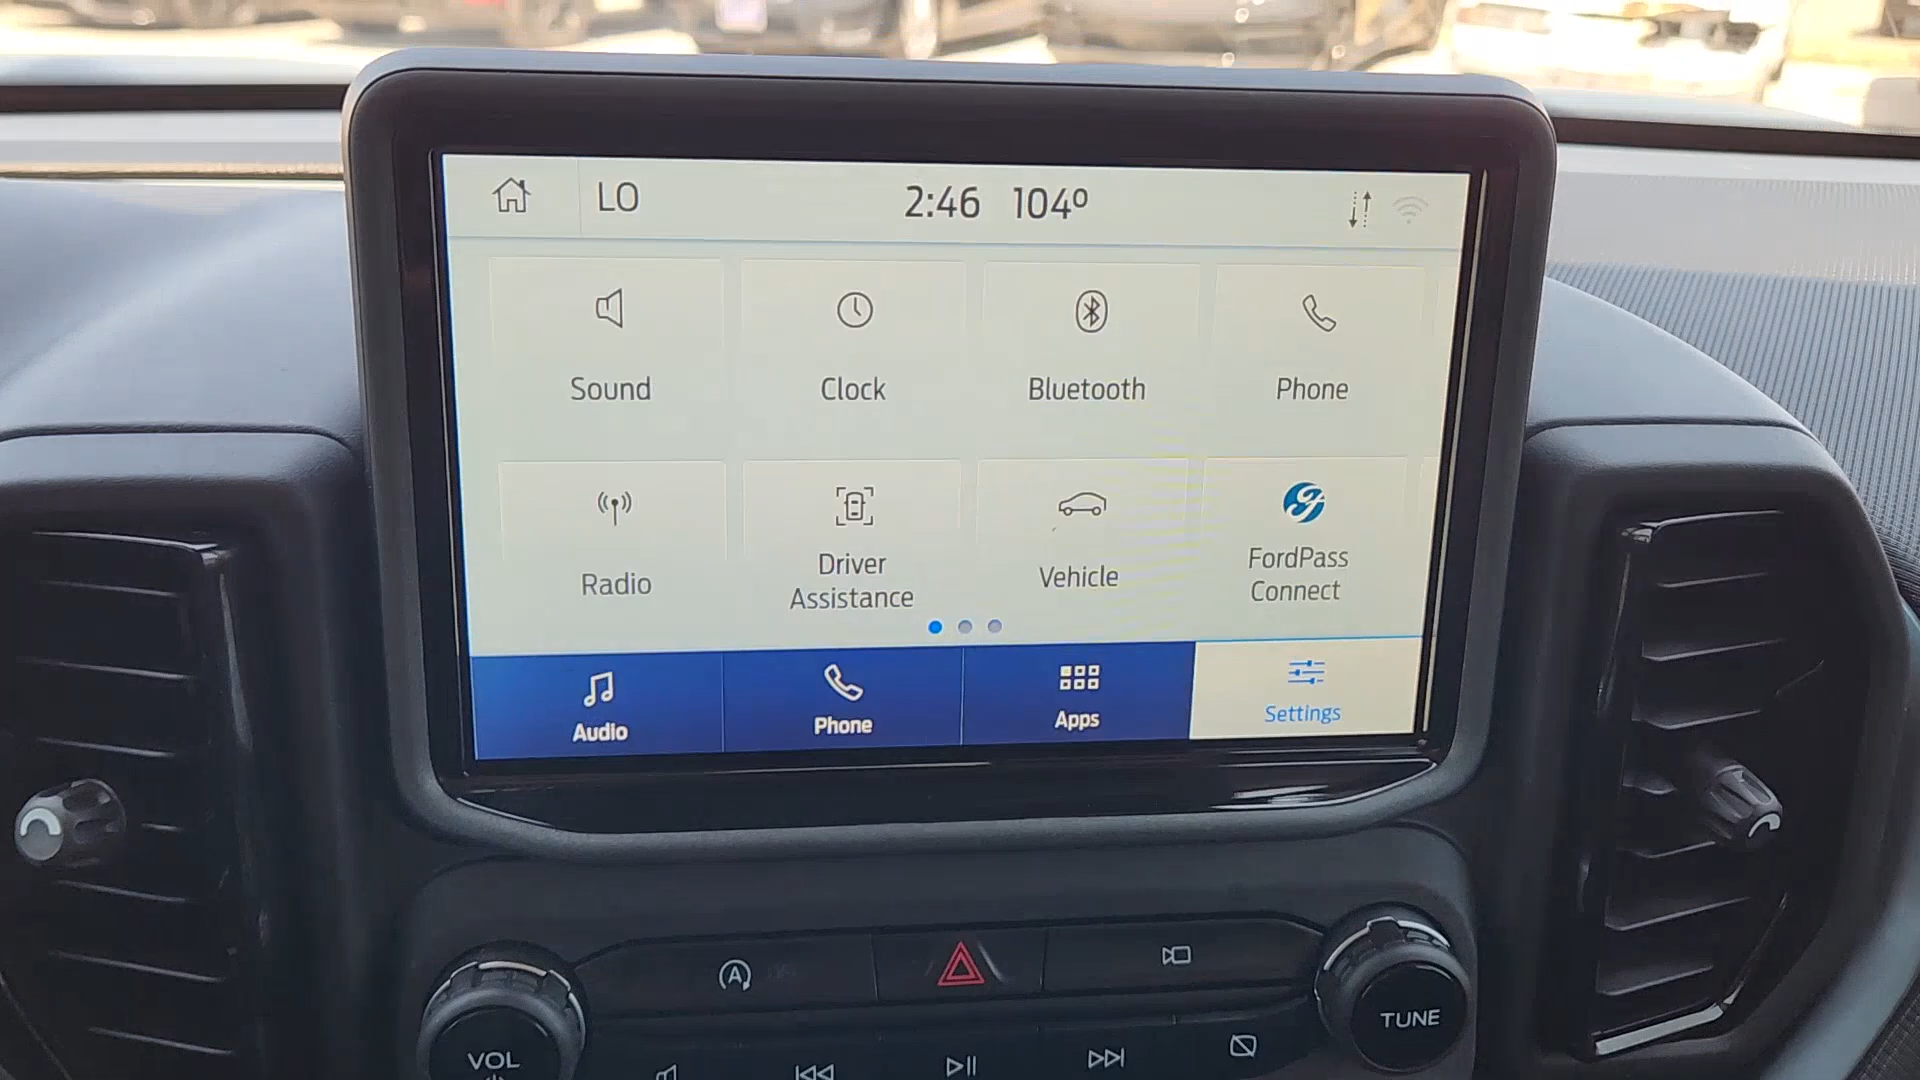 LO 2:46 104º
Sound Clock Bluetooth Phone
Radio Driver Assistance Vehicle FordPass Connect
Audio Phone Apps Settings
A
TUNE
VOL